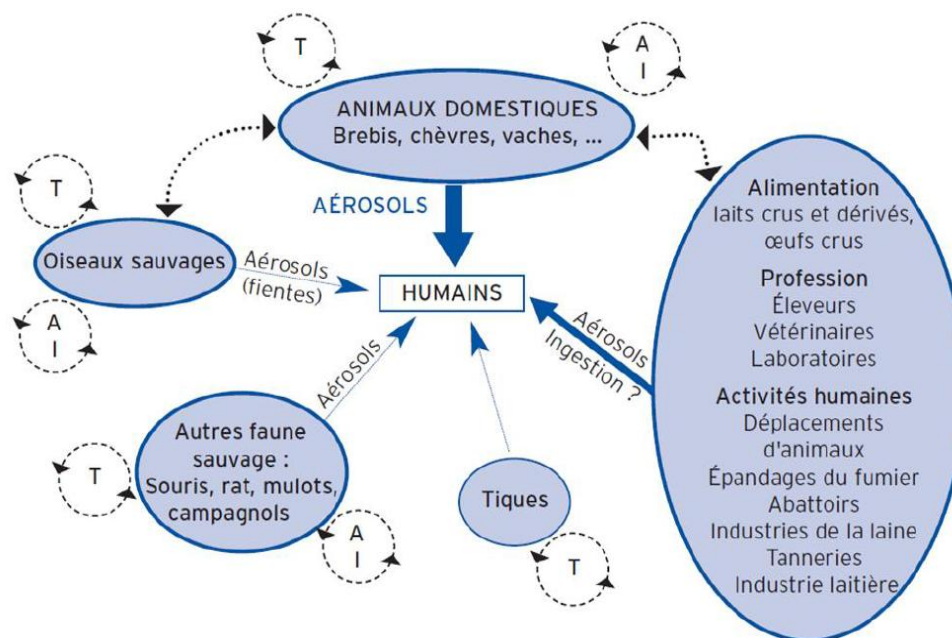 T
A
I
ANIMAUX DOMESTIQUES
Brebis, chèvres, vaches, ...
AÉROSOLS
T
Oiseaux sauvages
A
I
Aérosols
(fientes)
HUMAINS
Aérosols
Ingestion ?
Alimentation
laits crus et dérivés,
œufs crus
Profession
Éleveurs
Vétérinaires
Laboratoires
Activités humaines
Déplacements
d'animaux
Épandages du fumier
Abattoirs
Industries de la laine
Tanneries
Industrie laitière
Aérosols
Autres faune
sauvage :
Souris, rat, mulots,
campagnols
T
A
I
Tiques
T